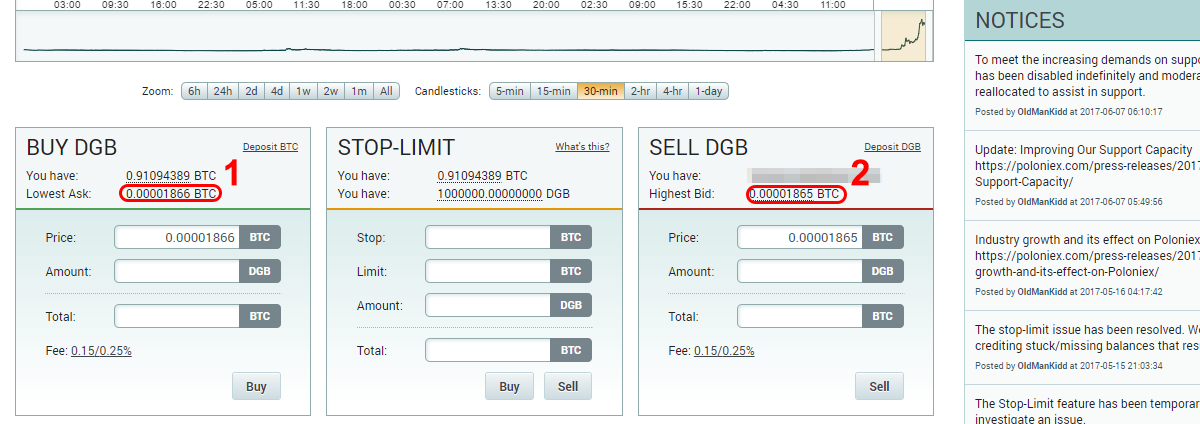 03:00 09:30 16:00 22:30 05:00 11:30 18:00 00:30 07:00 13:30 20:00 02:30 09:00 15:30 22:00 04:30 11:00
Zoom: 6h 24h 2d 4d 1w 2w 1m All Candlesticks: 5-min 15-min 30-min 2-hr 4-hr 1-day
BUY DGB Deposit BTC
You have: 0.91094389 BTC
1
Lowest Ask: 0.00001866 BTC
Price: 0.00001866 BTC
Amount: DGB
Total: BTC
Fee: 0.15/0.25%
Buy
STOP-LIMIT What's this?
You have: 0.91094389 BTC
You have: 1000000.00000000 DGB
Stop: BTC
Limit: BTC
Amount: DGB
Total: BTC
Buy Sell
SELL DGB Deposit DGB
You have:
2
Highest Bid: 0.00001865 BTC
Price: 0.00001865 BTC
Amount: DGB
Total: BTC
Fee: 0.15/0.25%
Sell
NOTICES
To meet the increasing demands on suppo
has been disabled indefinitely and modera
reallocated to assist in support.
Posted by OldManKidd at 2017-06-07 06:10:17
Update: Improving Our Support Capacity
https://poloniex.com/press-releases/2017
Support-Capacity/
Posted by OldManKidd at 2017-06-07 05:49:56
Industry growth and its effect on Poloniex
https://poloniex.com/press-releases/2017
growth-and-its-effect-on-Poloniex/
Posted by OldManKidd at 2017-05-16 04:17:42
The stop-limit issue has been resolved. We
crediting stuck/missing balances that res
Posted by OldManKidd at 2017-05-15 21:03:34
The Stop-Limit feature has been temporar
investigate an issue.